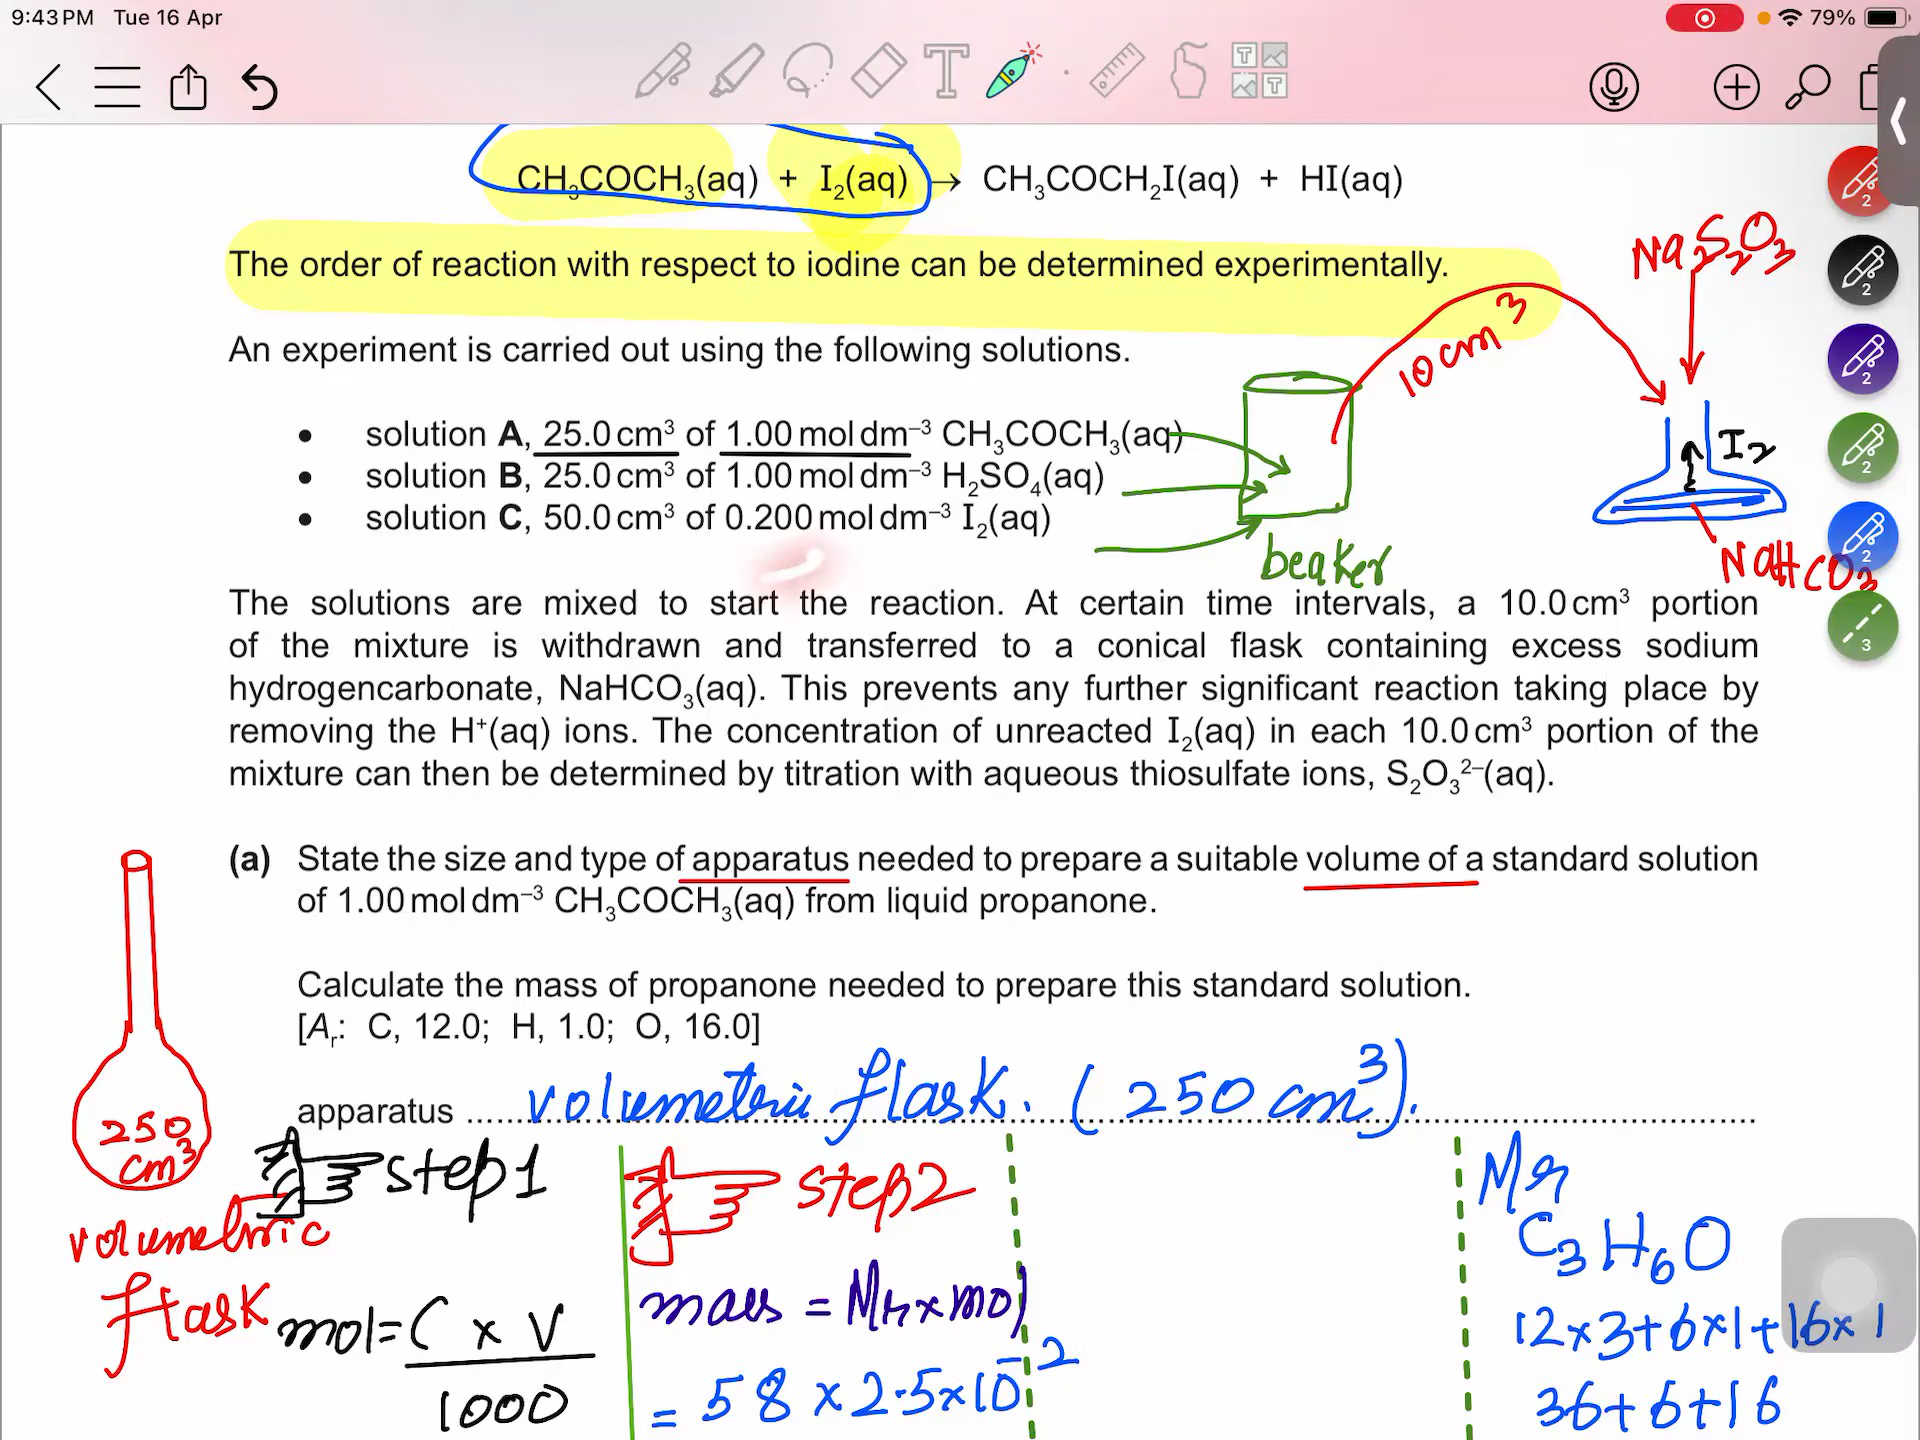 9:43 PM Tue 16 Apr
79%
CH₃COCH₃(aq) + I₂(aq) → CH₃COCH₂I(aq) + HI(aq)
The order of reaction with respect to iodine can be determined experimentally.
Na₂S₂O₃
An experiment is carried out using the following solutions.
10 cm³
• solution A, 25.0 cm³ of 1.00 mol dm⁻³ CH₃COCH₃(aq)
• solution B, 25.0 cm³ of 1.00 mol dm⁻³ H₂SO₄(aq)
• solution C, 50.0 cm³ of 0.200 mol dm⁻³ I₂(aq)
I₂
beaker
NaHCO₃
The solutions are mixed to start the reaction. At certain time intervals, a 10.0 cm³ portion
of the mixture is withdrawn and transferred to a conical flask containing excess sodium
hydrogencarbonate, NaHCO₃(aq). This prevents any further significant reaction taking place by
removing the H⁺(aq) ions. The concentration of unreacted I₂(aq) in each 10.0 cm³ portion of the
mixture can then be determined by titration with aqueous thiosulfate ions, S₂O₃²⁻(aq).
(a) State the size and type of apparatus needed to prepare a suitable volume of a standard solution
of 1.00 mol dm⁻³ CH₃COCH₃(aq) from liquid propanone.
Calculate the mass of propanone needed to prepare this standard solution.
[Aᵣ: C, 12.0; H, 1.0; O, 16.0]
apparatus volumetric flask. (250 cm³).
250
cm³
volumetric
flask
step1
mol = C x V
1000
step2
mass = Mr x mol
= 58 x 2.5x10⁻²
Mr
C₃H₆O
12x3+6x1+16x1
36+6+16
2
2
2
2
2
3